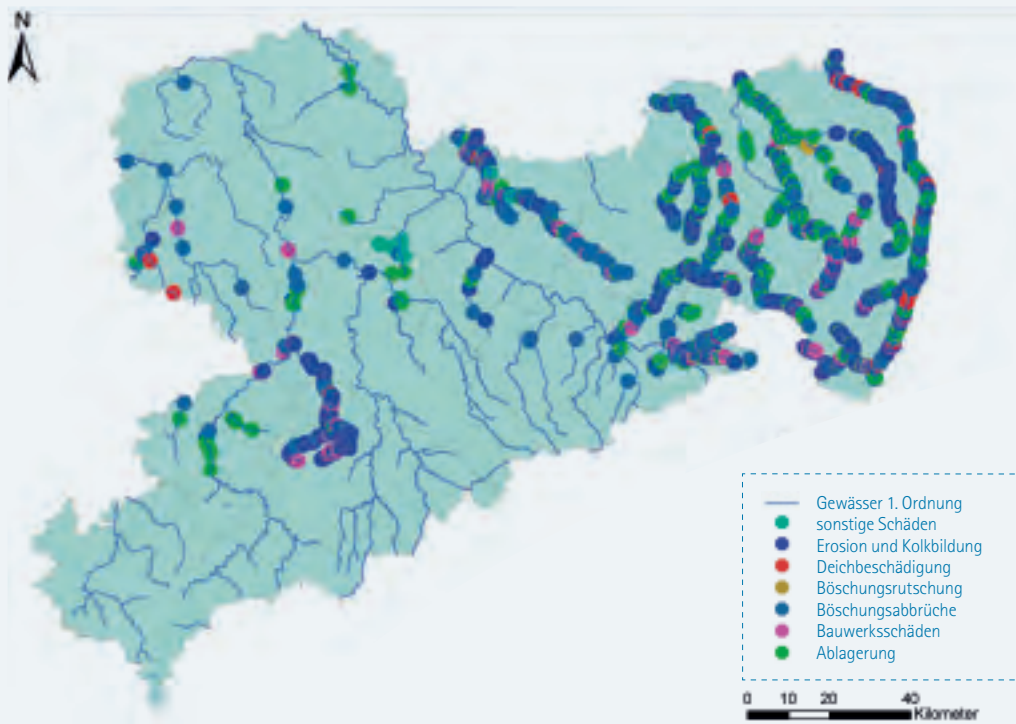 N
Gewässer 1. Ordnung
sonstige Schäden
Erosion und Kolkbildung
Deichbeschädigung
Böschungsrutschung
Böschungsabbrüche
Bauwerksschäden
Ablagerung
0 10 20 40
Kilometer